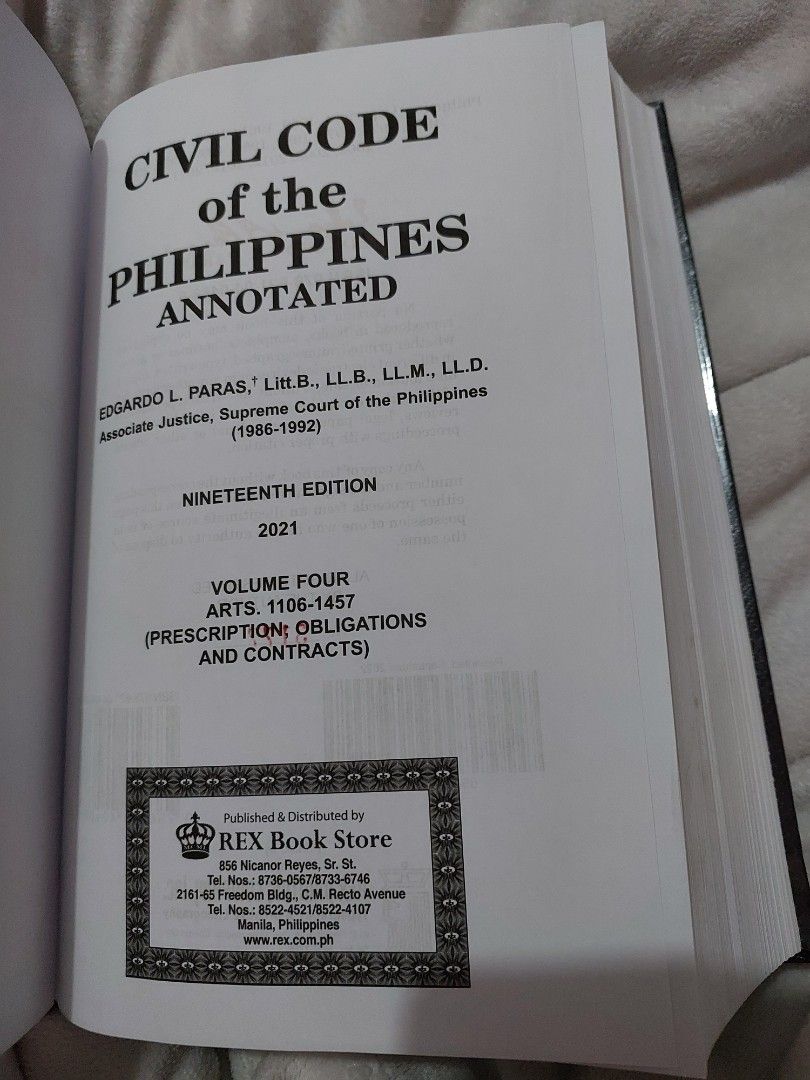 CIVIL CODE
of the
PHILIPPINES
ANNOTATED
EDGARDO L. PARAS,† Litt.B., LL.B., LL.M., LL.D.
Associate Justice, Supreme Court of the Philippines
(1986-1992)
NINETEENTH EDITION
2021
VOLUME FOUR
ARTS. 1106-1457
(PRESCRIPTION; OBLIGATIONS
AND CONTRACTS)
Published & Distributed by
REX Book Store
856 Nicanor Reyes, Sr. St.
Tel. Nos.: 8736-0567/8733-6746
2161-65 Freedom Bldg., C.M. Recto Avenue
Tel. Nos.: 8522-4521/8522-4107
Manila, Philippines
www.rex.com.ph